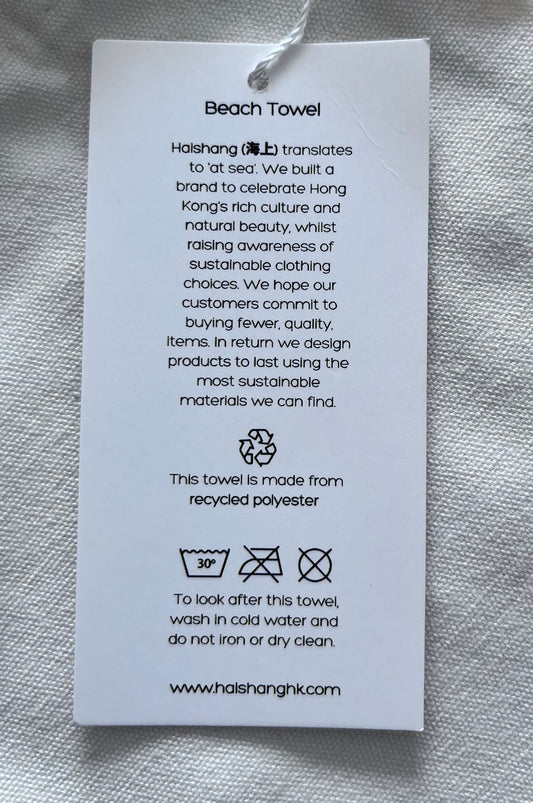 Beach Towel
Haishang (海上) translates
to 'at sea'. We built a
brand to celebrate Hong
Kong's rich culture and
natural beauty, whilst
raising awareness of
sustainable clothing
choices. We hope our
customers commit to
buying fewer, quality,
items. In return we design
products to last using the
most sustainable
materials we can find.
This towel is made from
recycled polyester
30°
To look after this towel,
wash in cold water and
do not iron or dry clean.
www.haishanghk.com